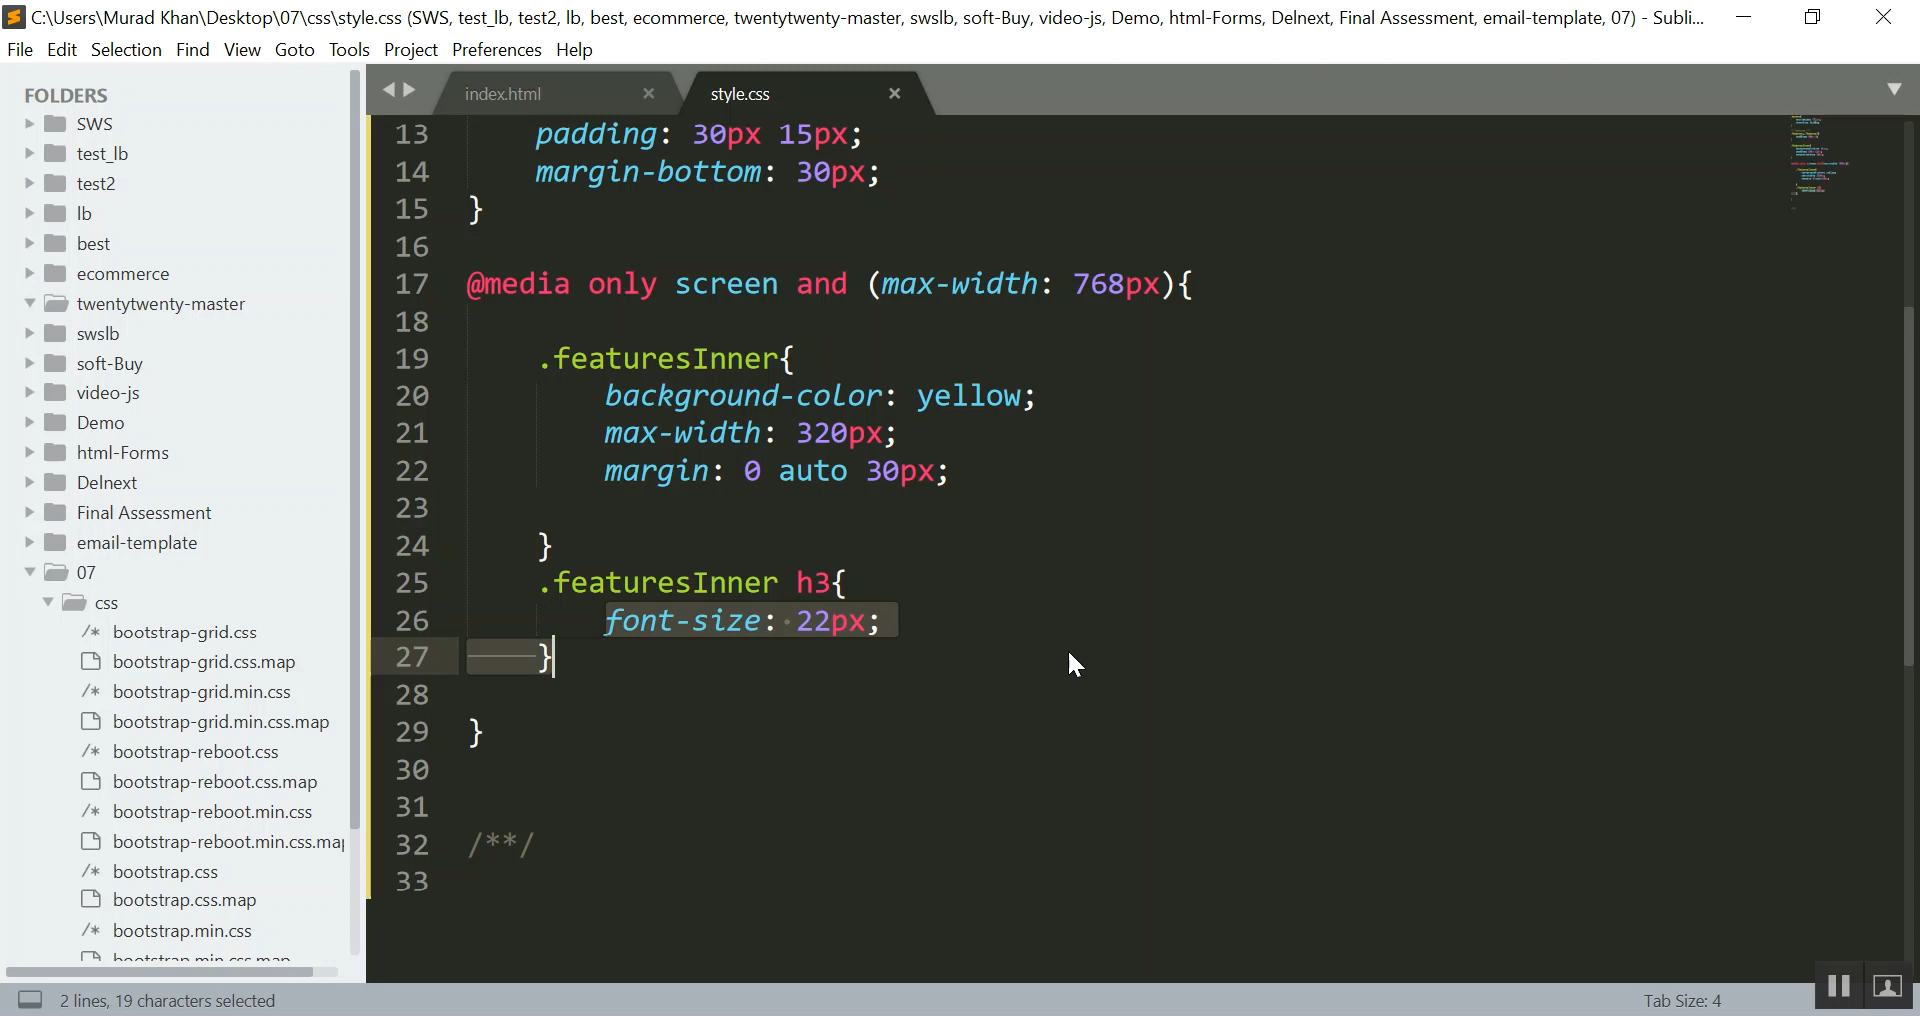 C:\Users\Murad Khan\Desktop\07\css\style.css (SWS, test_lb, test2, lb, best, ecommerce, twentytwenty-master, swslb, soft-Buy, video-js, Demo, html-Forms, Delnext, Final Assessment, email-template, 07) - Subli...
File Edit Selection Find View Goto Tools Project Preferences Help
FOLDERS
SWS
test_lb
test2
lb
best
ecommerce
twentytwenty-master
swslb
soft-Buy
video-js
Demo
html-Forms
Delnext
Final Assessment
email-template
07
css
/* bootstrap-grid.css
bootstrap-grid.css.map
/* bootstrap-grid.min.css
bootstrap-grid.min.css.map
/* bootstrap-reboot.css
bootstrap-reboot.css.map
/* bootstrap-reboot.min.css
bootstrap-reboot.min.css.ma
/* bootstrap.css
bootstrap.css.map
/* bootstrap.min.css
bootstrap.min.css.map
index.html
style.css
13 padding: 30px 15px;
14 margin-bottom: 30px;
15 }
16
17 @media only screen and (max-width: 768px){
18
19 .featuresInner{
20 background-color: yellow;
21 max-width: 320px;
22 margin: 0 auto 30px;
23
24 }
25 .featuresInner h3{
26 font-size: 22px;
27 }
28
29 }
30
31
32 /**/
33
2 lines, 19 characters selected
Tab Size: 4